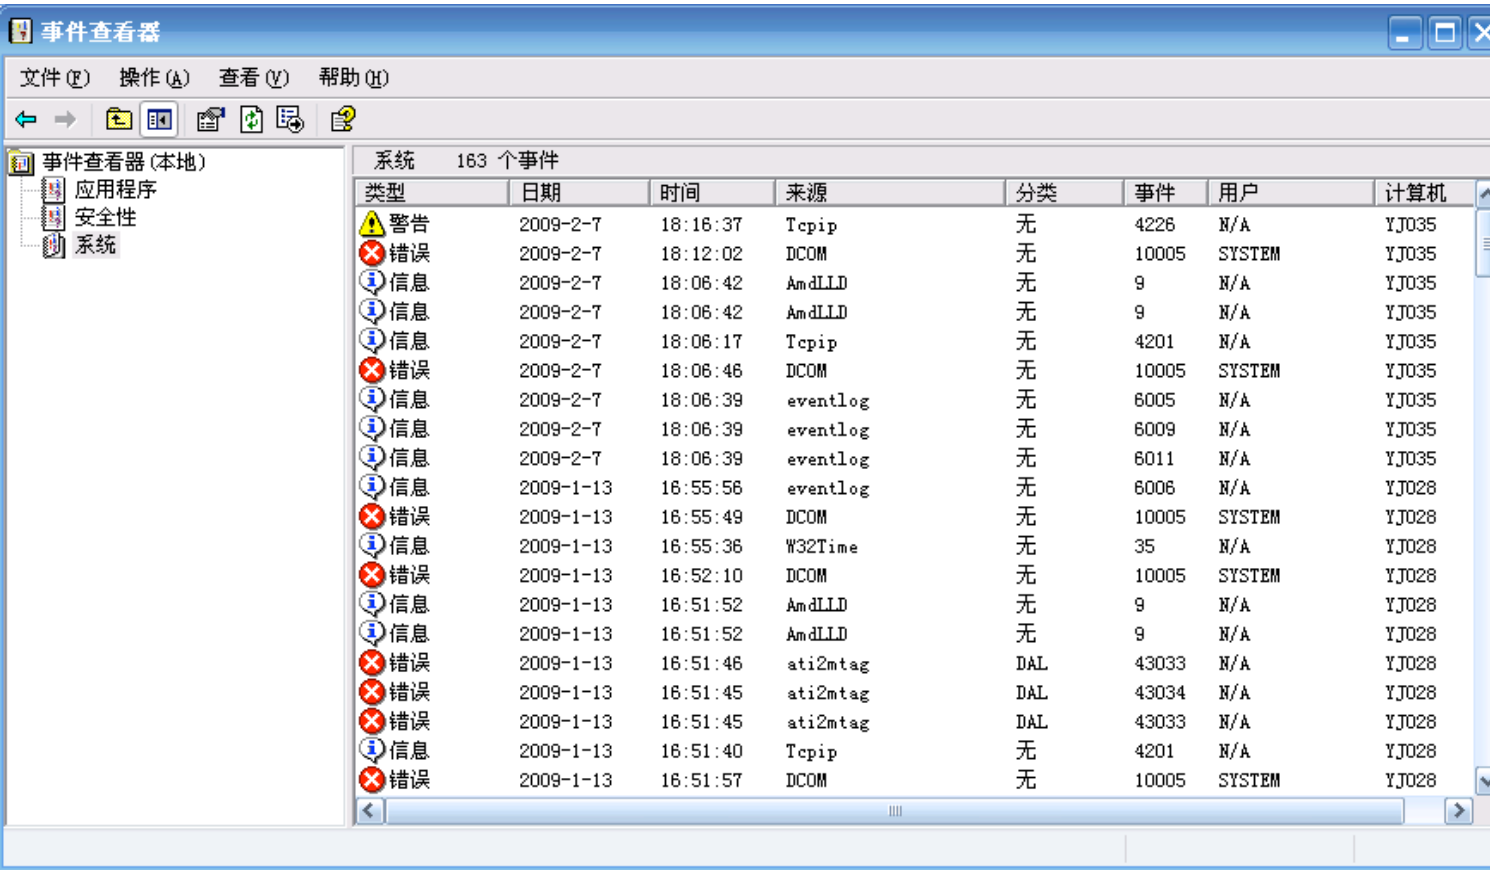 事件查看器
文件(F) 操作(A) 查看(V) 帮助(H)
事件查看器(本地)
应用程序
安全性
系统
系统 163 个事件
类型 日期 时间 来源 分类 事件 用户 计算机
警告 2009-2-7 18:16:37 Tcpip 无 4226 N/A YJ035
错误 2009-2-7 18:12:02 DCOM 无 10005 SYSTEM YJ035
信息 2009-2-7 18:06:42 AmdLLD 无 9 N/A YJ035
信息 2009-2-7 18:06:42 AmdLLD 无 9 N/A YJ035
信息 2009-2-7 18:06:17 Tcpip 无 4201 N/A YJ035
错误 2009-2-7 18:06:46 DCOM 无 10005 SYSTEM YJ035
信息 2009-2-7 18:06:39 eventlog 无 6005 N/A YJ035
信息 2009-2-7 18:06:39 eventlog 无 6009 N/A YJ035
信息 2009-2-7 18:06:39 eventlog 无 6011 N/A YJ035
信息 2009-1-13 16:55:56 eventlog 无 6006 N/A YJ028
错误 2009-1-13 16:55:49 DCOM 无 10005 SYSTEM YJ028
信息 2009-1-13 16:55:36 W32Time 无 35 N/A YJ028
错误 2009-1-13 16:52:10 DCOM 无 10005 SYSTEM YJ028
信息 2009-1-13 16:51:52 AmdLLD 无 9 N/A YJ028
信息 2009-1-13 16:51:52 AmdLLD 无 9 N/A YJ028
错误 2009-1-13 16:51:46 ati2mtag DAL 43033 N/A YJ028
错误 2009-1-13 16:51:45 ati2mtag DAL 43034 N/A YJ028
错误 2009-1-13 16:51:45 ati2mtag DAL 43033 N/A YJ028
信息 2009-1-13 16:51:40 Tcpip 无 4201 N/A YJ028
错误 2009-1-13 16:51:57 DCOM 无 10005 SYSTEM YJ028